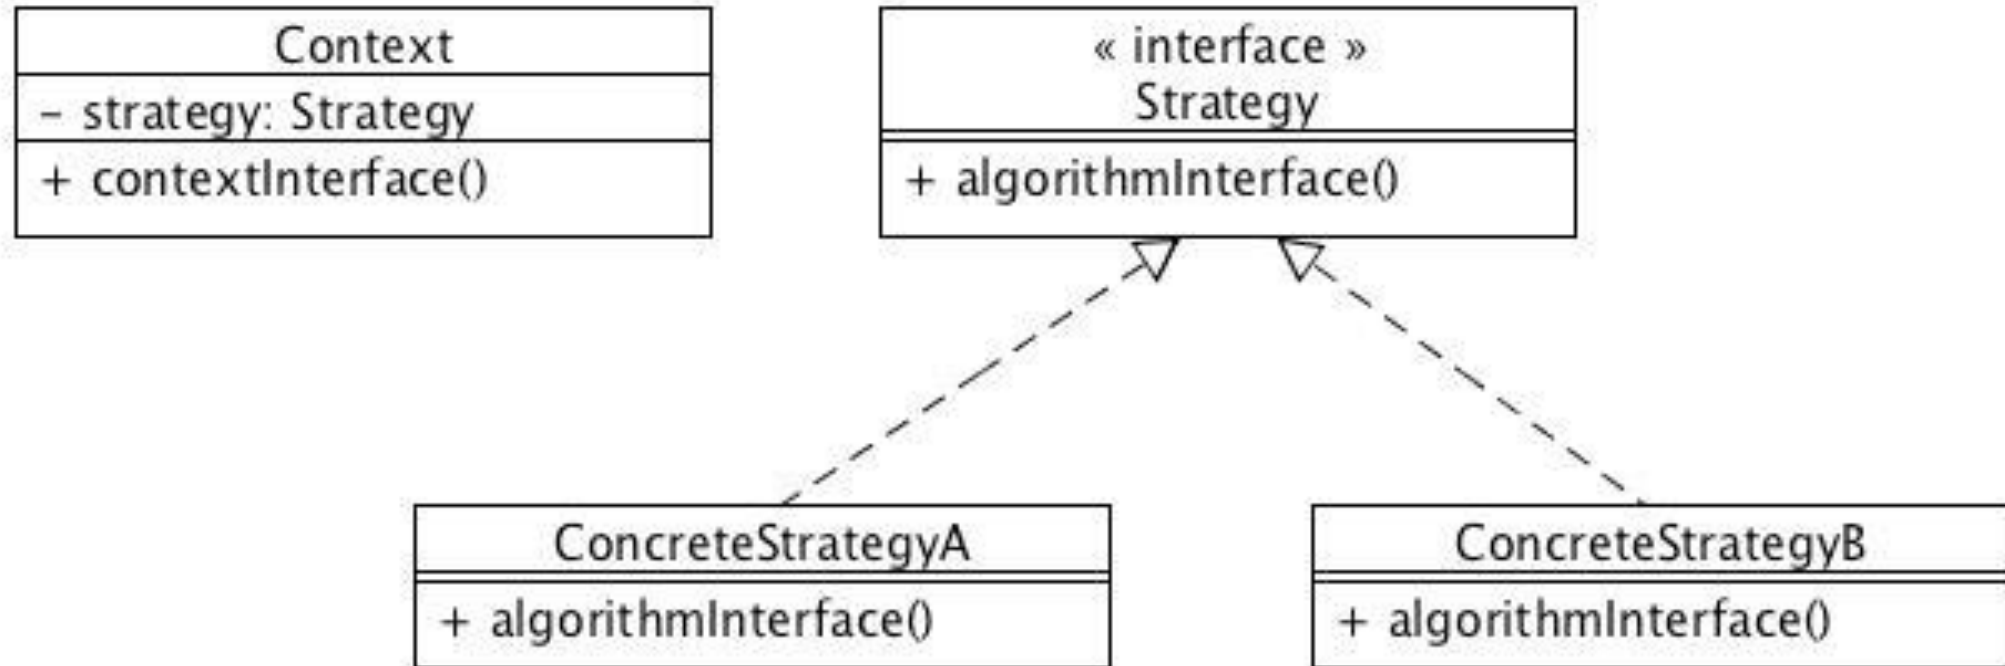 Context
– strategy: Strategy
+ contextInterface()
« interface »
Strategy
+ algorithmInterface()
ConcreteStrategyA
+ algorithmInterface()
ConcreteStrategyB
+ algorithmInterface()